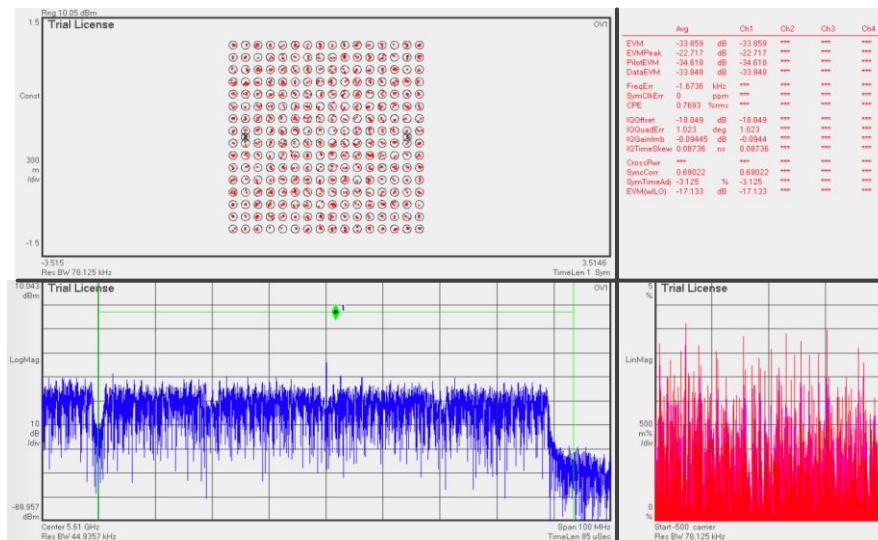 Rng 10.05 dBm
1.5 Trial License OV1
Const
300
m
/div
-1.5
-3.515 3.5146
Res BW 78.125 kHz TimeLen 1 Sym
Avg Ch1 Ch2 Ch3 Ch4
EVM -33.859 dB -33.859 *** *** ***
EVMPeak -22.717 dB -22.717 *** *** ***
PilotEVM -34.618 dB -34.618 *** *** ***
DataEVM -33.848 dB -33.848 *** *** ***
FreqErr -1.6736 kHz *** *** *** ***
SymClkErr 0 ppm *** *** *** ***
CPE 0.7693 %rms *** *** *** ***
IQOffset -18.049 dB -18.049 *** *** ***
IQQuadErr 1.023 deg 1.023 *** *** ***
IQGainImb -0.09445 dB -0.0944 *** *** ***
IQTimeSkew 0.08736 ns 0.08736 *** *** ***
CrossPwr *** *** *** *** ***
SyncCorr 0.69022 0.69022 *** *** ***
SymTimeAdj -3.125 % -3.125 *** *** ***
EVM(w/LO) -17.133 dB -17.133 *** *** ***
10.043 Trial License OV1
dBm
1
LogMag
10
dB
/div
-89.957
dBm
Center 5.61 GHz Span 100 MHz
Res BW 44.9357 kHz TimeLen 85 uSec
5 Trial License
%
LinMag
500
m%
/div
0
%
Start -500 carrier
Res BW 78.125 kHz